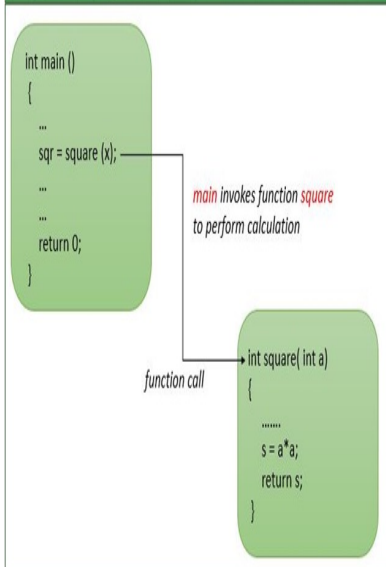 int main ()
{
...
sqr = square (x);
...
...
return 0;
}
main invokes function square
to perform calculation
function call
int square( int a)
{
.......
s = a*a;
return s;
}